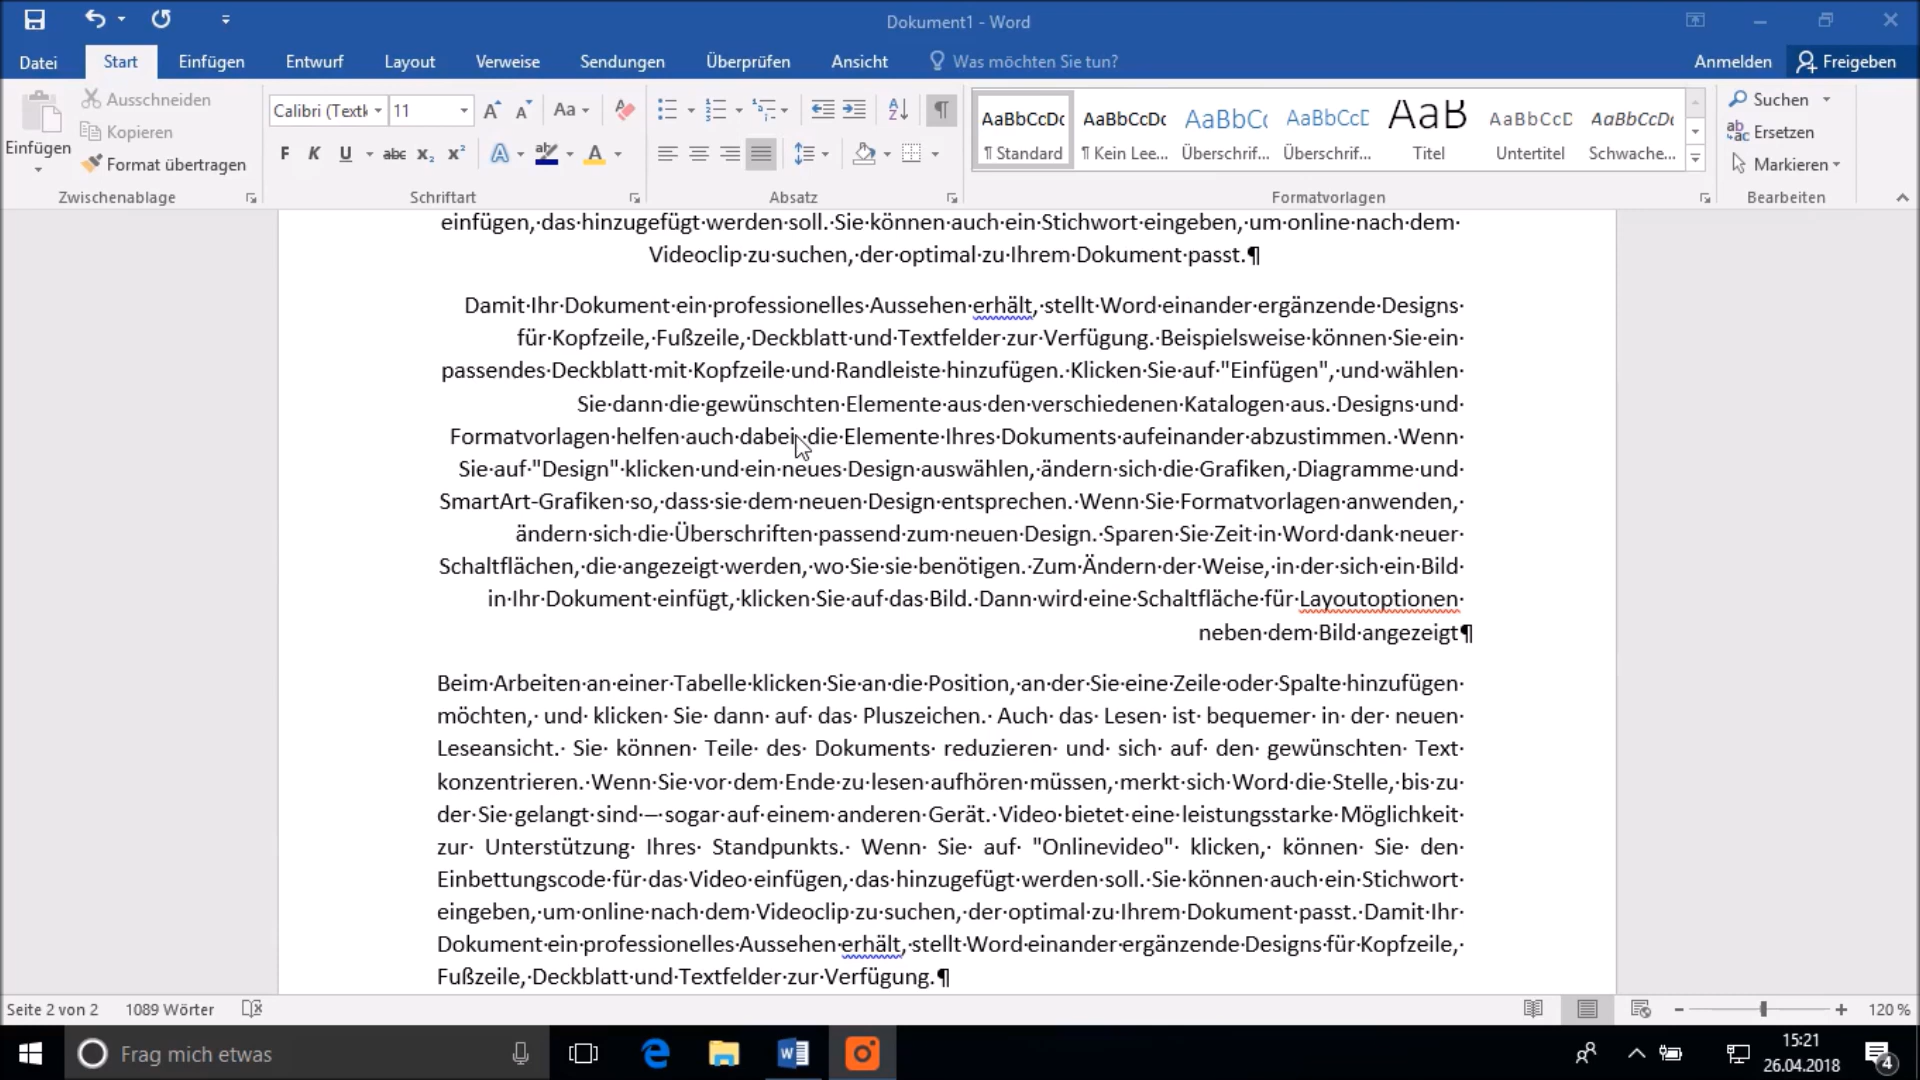 Dokument1 - Word
Datei Start Einfügen Entwurf Layout Verweise Sendungen Überprüfen Ansicht Was möchten Sie tun? Anmelden Freigeben
Einfügen
Ausschneiden
Kopieren
Format übertragen
Zwischenablage
Calibri (Textk 11 Aa
F K U abc x₂ x² A ab A
Schriftart
Absatz
AaBbCcDc AaBbCcDc AaBbCc AaBbCcD AaB AaBbCcD AaBbCcDc
¶ Standard ¶ Kein Lee... Überschrif... Überschrif... Titel Untertitel Schwache...
Formatvorlagen
Suchen
Ersetzen
Markieren
Bearbeiten
einfügen,·das·hinzugefügt·werden·soll.·Sie·können·auch·ein·Stichwort·eingeben,·um·online·nach·dem·
Videoclip·zu·suchen,·der·optimal·zu·Ihrem·Dokument·passt.¶
Damit·Ihr·Dokument·ein·professionelles·Aussehen·erhält,·stellt·Word·einander·ergänzende·Designs·
für·Kopfzeile,·Fußzeile,·Deckblatt·und·Textfelder·zur·Verfügung.·Beispielsweise·können·Sie·ein·
passendes·Deckblatt·mit·Kopfzeile·und·Randleiste·hinzufügen.·Klicken·Sie·auf·"Einfügen",·und·wählen·
Sie·dann·die·gewünschten·Elemente·aus·den·verschiedenen·Katalogen·aus.·Designs·und·
Formatvorlagen·helfen·auch·dabei,·die·Elemente·Ihres·Dokuments·aufeinander·abzustimmen.·Wenn·
Sie·auf·"Design"·klicken·und·ein·neues·Design·auswählen,·ändern·sich·die·Grafiken,·Diagramme·und·
SmartArt-Grafiken·so,·dass·sie·dem·neuen·Design·entsprechen.·Wenn·Sie·Formatvorlagen·anwenden,·
ändern·sich·die·Überschriften·passend·zum·neuen·Design.·Sparen·Sie·Zeit·in·Word·dank·neuer·
Schaltflächen,·die·angezeigt·werden,·wo·Sie·sie·benötigen.·Zum·Ändern·der·Weise,·in·der·sich·ein·Bild·
in·Ihr·Dokument·einfügt,·klicken·Sie·auf·das·Bild.·Dann·wird·eine·Schaltfläche·für·Layoutoptionen·
neben·dem·Bild·angezeigt¶
Beim·Arbeiten·an·einer·Tabelle·klicken·Sie·an·die·Position,·an·der·Sie·eine·Zeile·oder·Spalte·hinzufügen·
möchten,· und· klicken· Sie· dann· auf· das· Pluszeichen.· Auch· das· Lesen· ist· bequemer· in· der· neuen·
Leseansicht.· Sie· können· Teile· des· Dokuments· reduzieren· und· sich· auf· den· gewünschten· Text·
konzentrieren.·Wenn·Sie·vor·dem·Ende·zu·lesen·aufhören·müssen,·merkt·sich·Word·die·Stelle,·bis·zu·
der·Sie·gelangt·sind·–·sogar·auf·einem·anderen·Gerät.·Video·bietet·eine·leistungsstarke·Möglichkeit·
zur· Unterstützung· Ihres· Standpunkts.· Wenn· Sie· auf· "Onlinevideo"· klicken,· können· Sie· den·
Einbettungscode·für·das·Video·einfügen,·das·hinzugefügt·werden·soll.·Sie·können·auch·ein·Stichwort·
eingeben,·um·online·nach·dem·Videoclip·zu·suchen,·der·optimal·zu·Ihrem·Dokument·passt.·Damit·Ihr·
Dokument·ein·professionelles·Aussehen·erhält,·stellt·Word·einander·ergänzende·Designs·für·Kopfzeile,·
Fußzeile,·Deckblatt·und·Textfelder·zur·Verfügung.¶
Seite 2 von 2 1089 Wörter 120 %
Frag mich etwas
15:21
26.04.2018
4